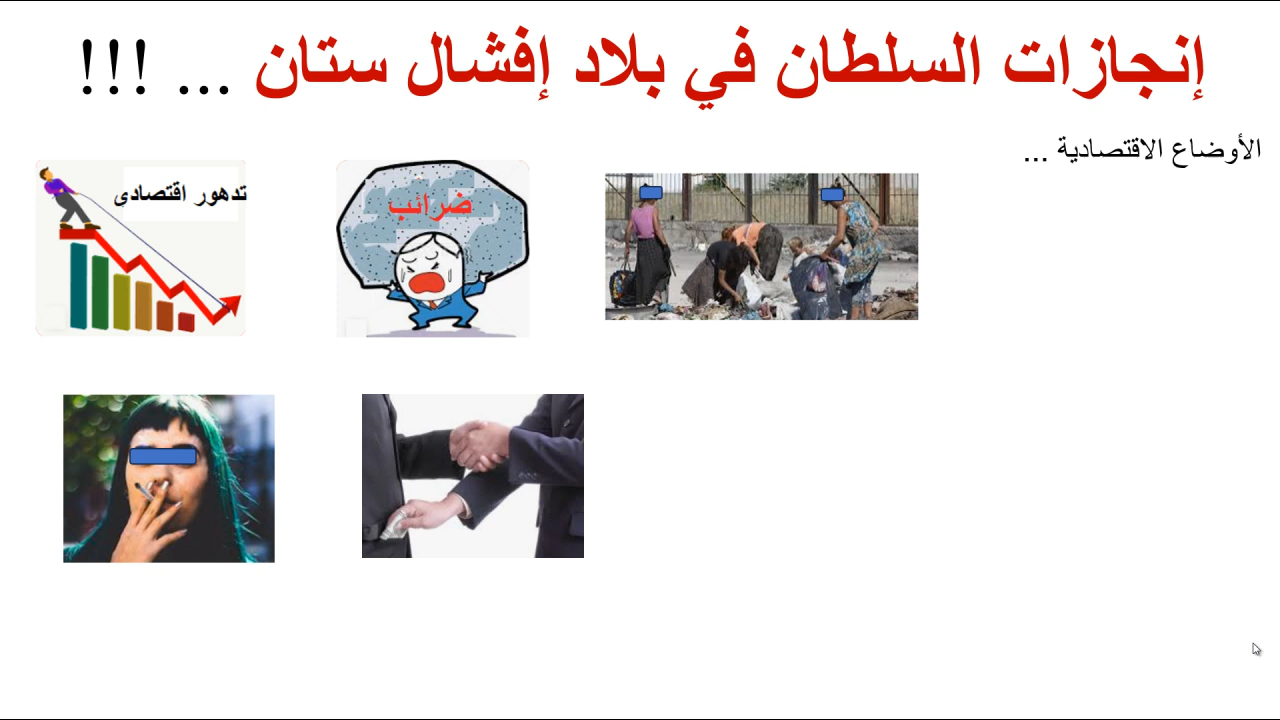 إنجازات السلطان في بلاد إفشال ستان ... !!!
الأوضاع الاقتصادية ...
ضرائب
تدهور اقتصادى